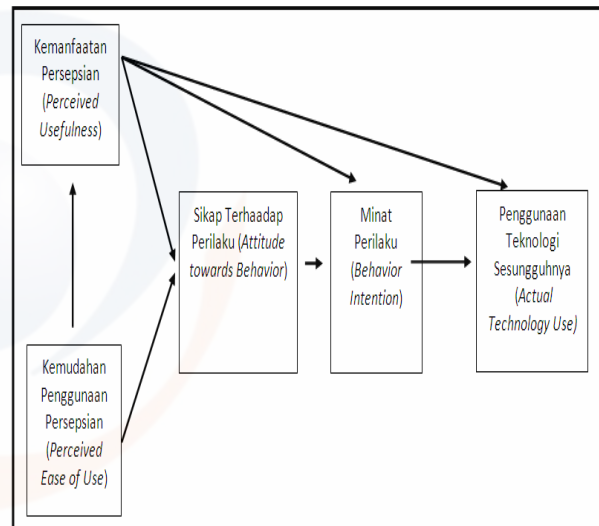 Kemanfaatan
Persepsian
(Perceived
Usefulness)
Sikap Terhaadap
Perilaku (Attitude
towards Behavior)
Minat
Perilaku
(Behavior
Intention)
Penggunaan
Teknologi
Sesungguhnya
(Actual
Technology Use)
Kemudahan
Penggunaan
Persepsian
(Perceived
Ease of Use)